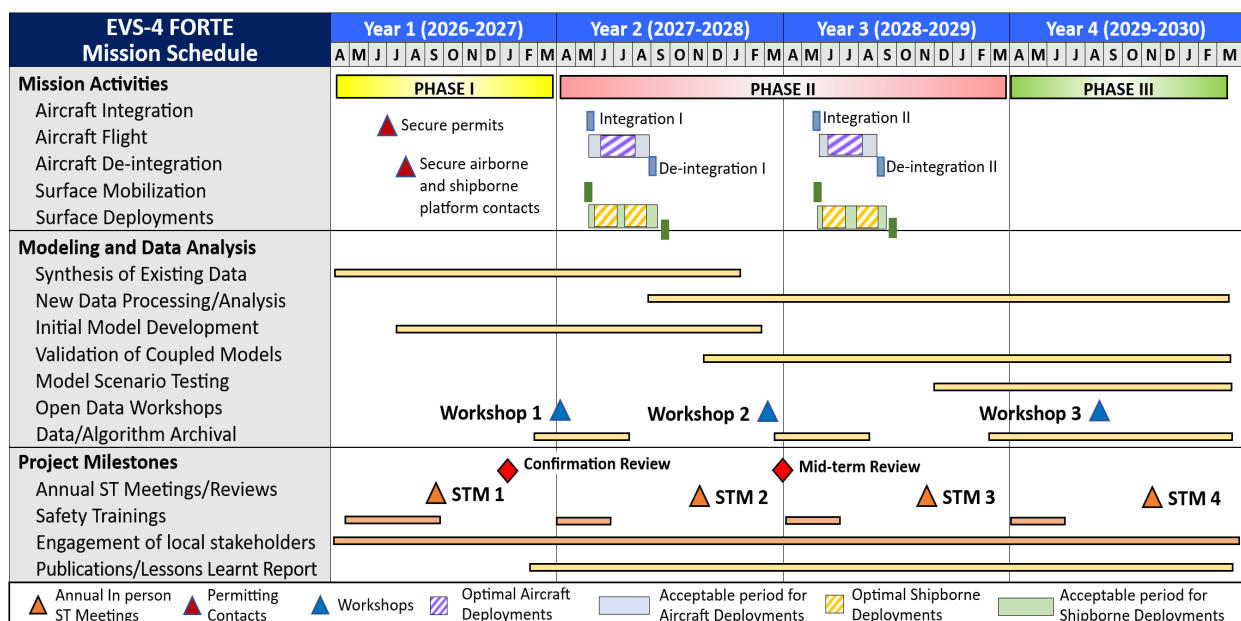 EVS-4 FORTE
Mission Schedule
Year 1 (2026-2027)
Year 2 (2027-2028)
Year 3 (2028-2029)
Year 4 (2029-2030)
A M J J A S O N D J F M
A M J J A S O N D J F M
A M J J A S O N D J F M
A M J J A S O N D J F M
Mission Activities
PHASE I
PHASE II
PHASE III
Aircraft Integration
Secure permits
Integration I
Integration II
Aircraft Flight
Aircraft De-integration
Secure airborne
and shipborne
platform contacts
De-integration I
De-integration II
Surface Mobilization
Surface Deployments
Modeling and Data Analysis
Synthesis of Existing Data
New Data Processing/Analysis
Initial Model Development
Validation of Coupled Models
Model Scenario Testing
Open Data Workshops
Workshop 1
Workshop 2
Workshop 3
Data/Algorithm Archival
Project Milestones
Confirmation Review
Mid-term Review
Annual ST Meetings/Reviews
STM 1
STM 2
STM 3
STM 4
Safety Trainings
Engagement of local stakeholders
Publications/Lessons Learnt Report
Annual In person
ST Meetings
Permitting
Contacts
Workshops
Optimal Aircraft
Deployments
Acceptable period for
Aircraft Deployments
Optimal Shipborne
Deployments
Acceptable period for
Shipborne Deployments